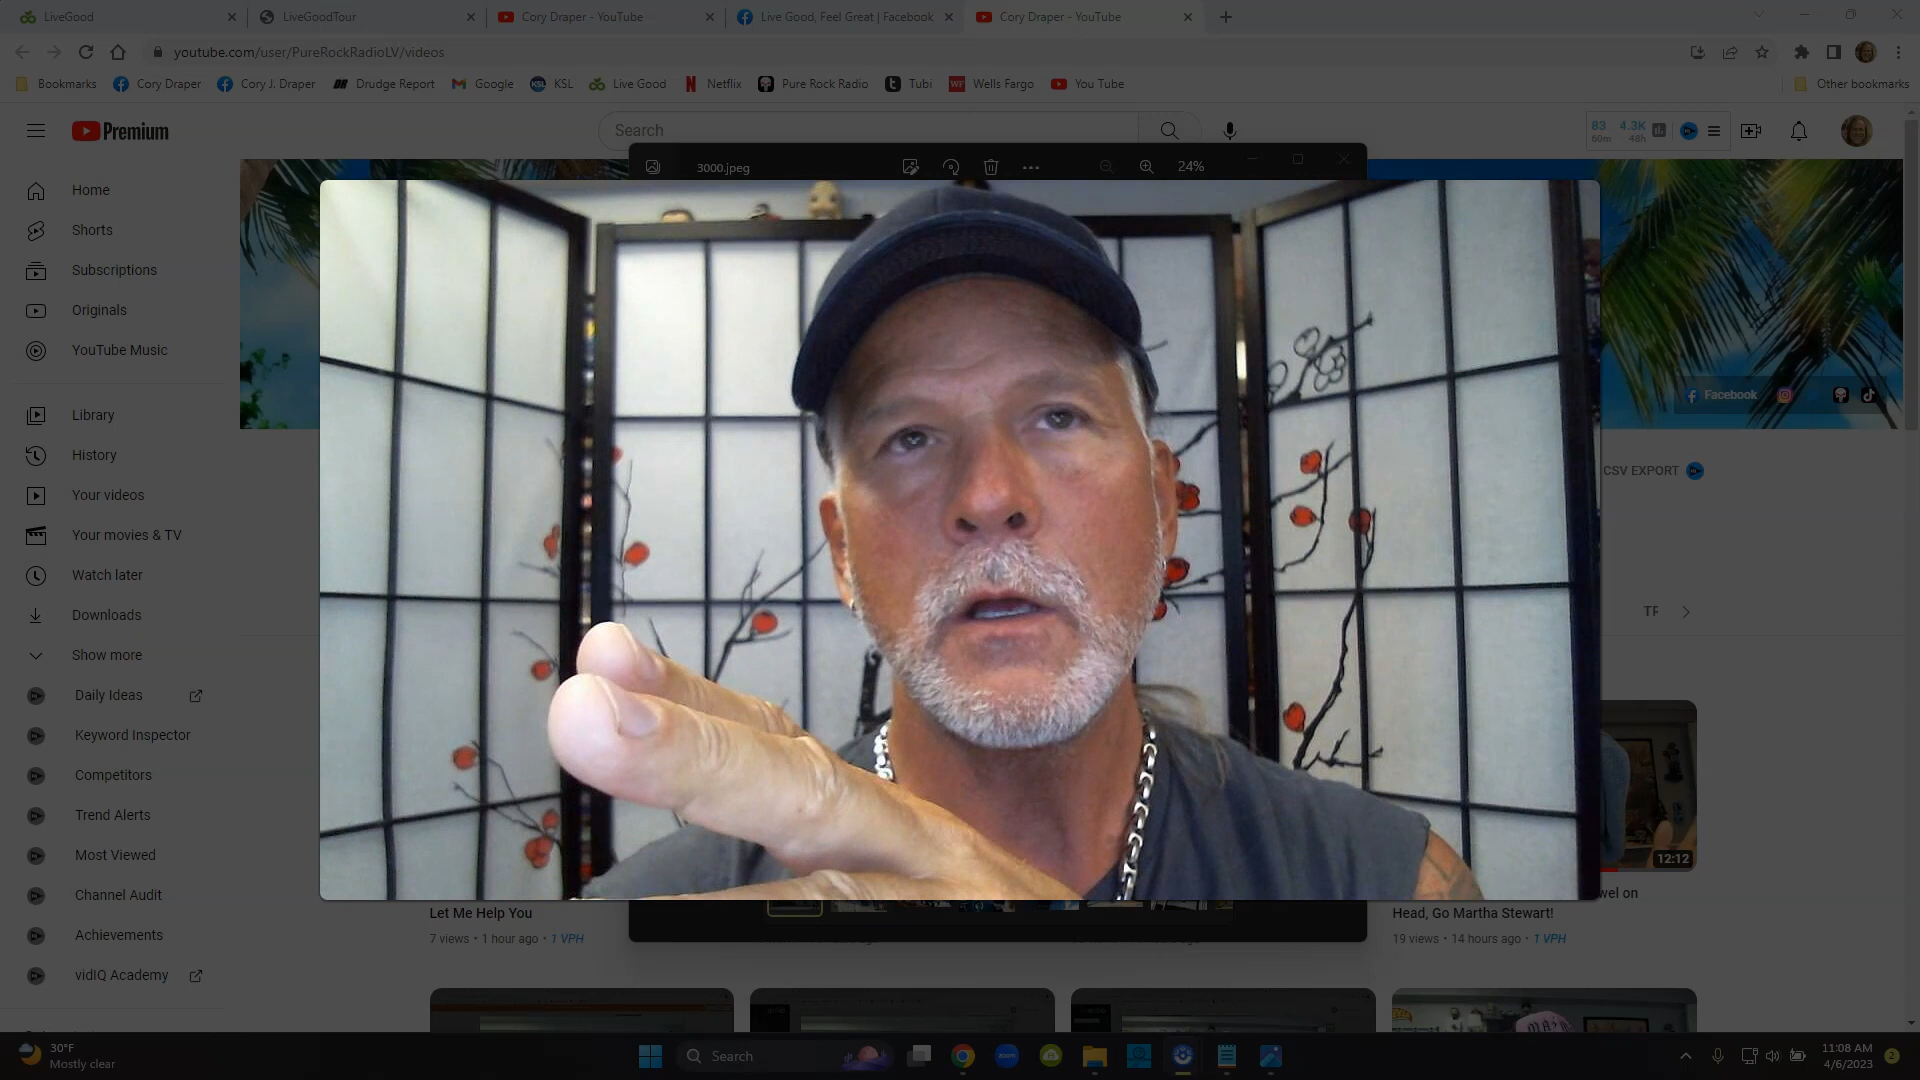 LiveGood
LiveGoodTour
Cory Draper - YouTube
Live Good, Feel Great | Facebook
Cory Draper - YouTube
youtube.com/user/PureRockRadioLV/videos
Bookmarks
Cory Draper
Cory J. Draper
Drudge Report
Google
KSL
Live Good
Netflix
Pure Rock Radio
Tubi
Wells Fargo
You Tube
Other bookmarks
Premium
Search
83
60m
4.3K
48h
3000.jpeg
24%
Home
Shorts
Subscriptions
Originals
YouTube Music
Library
History
Your videos
Your movies & TV
Watch later
Downloads
Show more
Daily Ideas
Keyword Inspector
Competitors
Trend Alerts
Most Viewed
Channel Audit
Achievements
vidIQ Academy
Facebook
CSV EXPORT
12:12
Let Me Help You
7 views • 1 hour ago • 1 VPH
wel on
Head, Go Martha Stewart!
19 views • 14 hours ago • 1 VPH
30°F
Mostly clear
Search
zoom
11:08 AM
4/6/2023
2